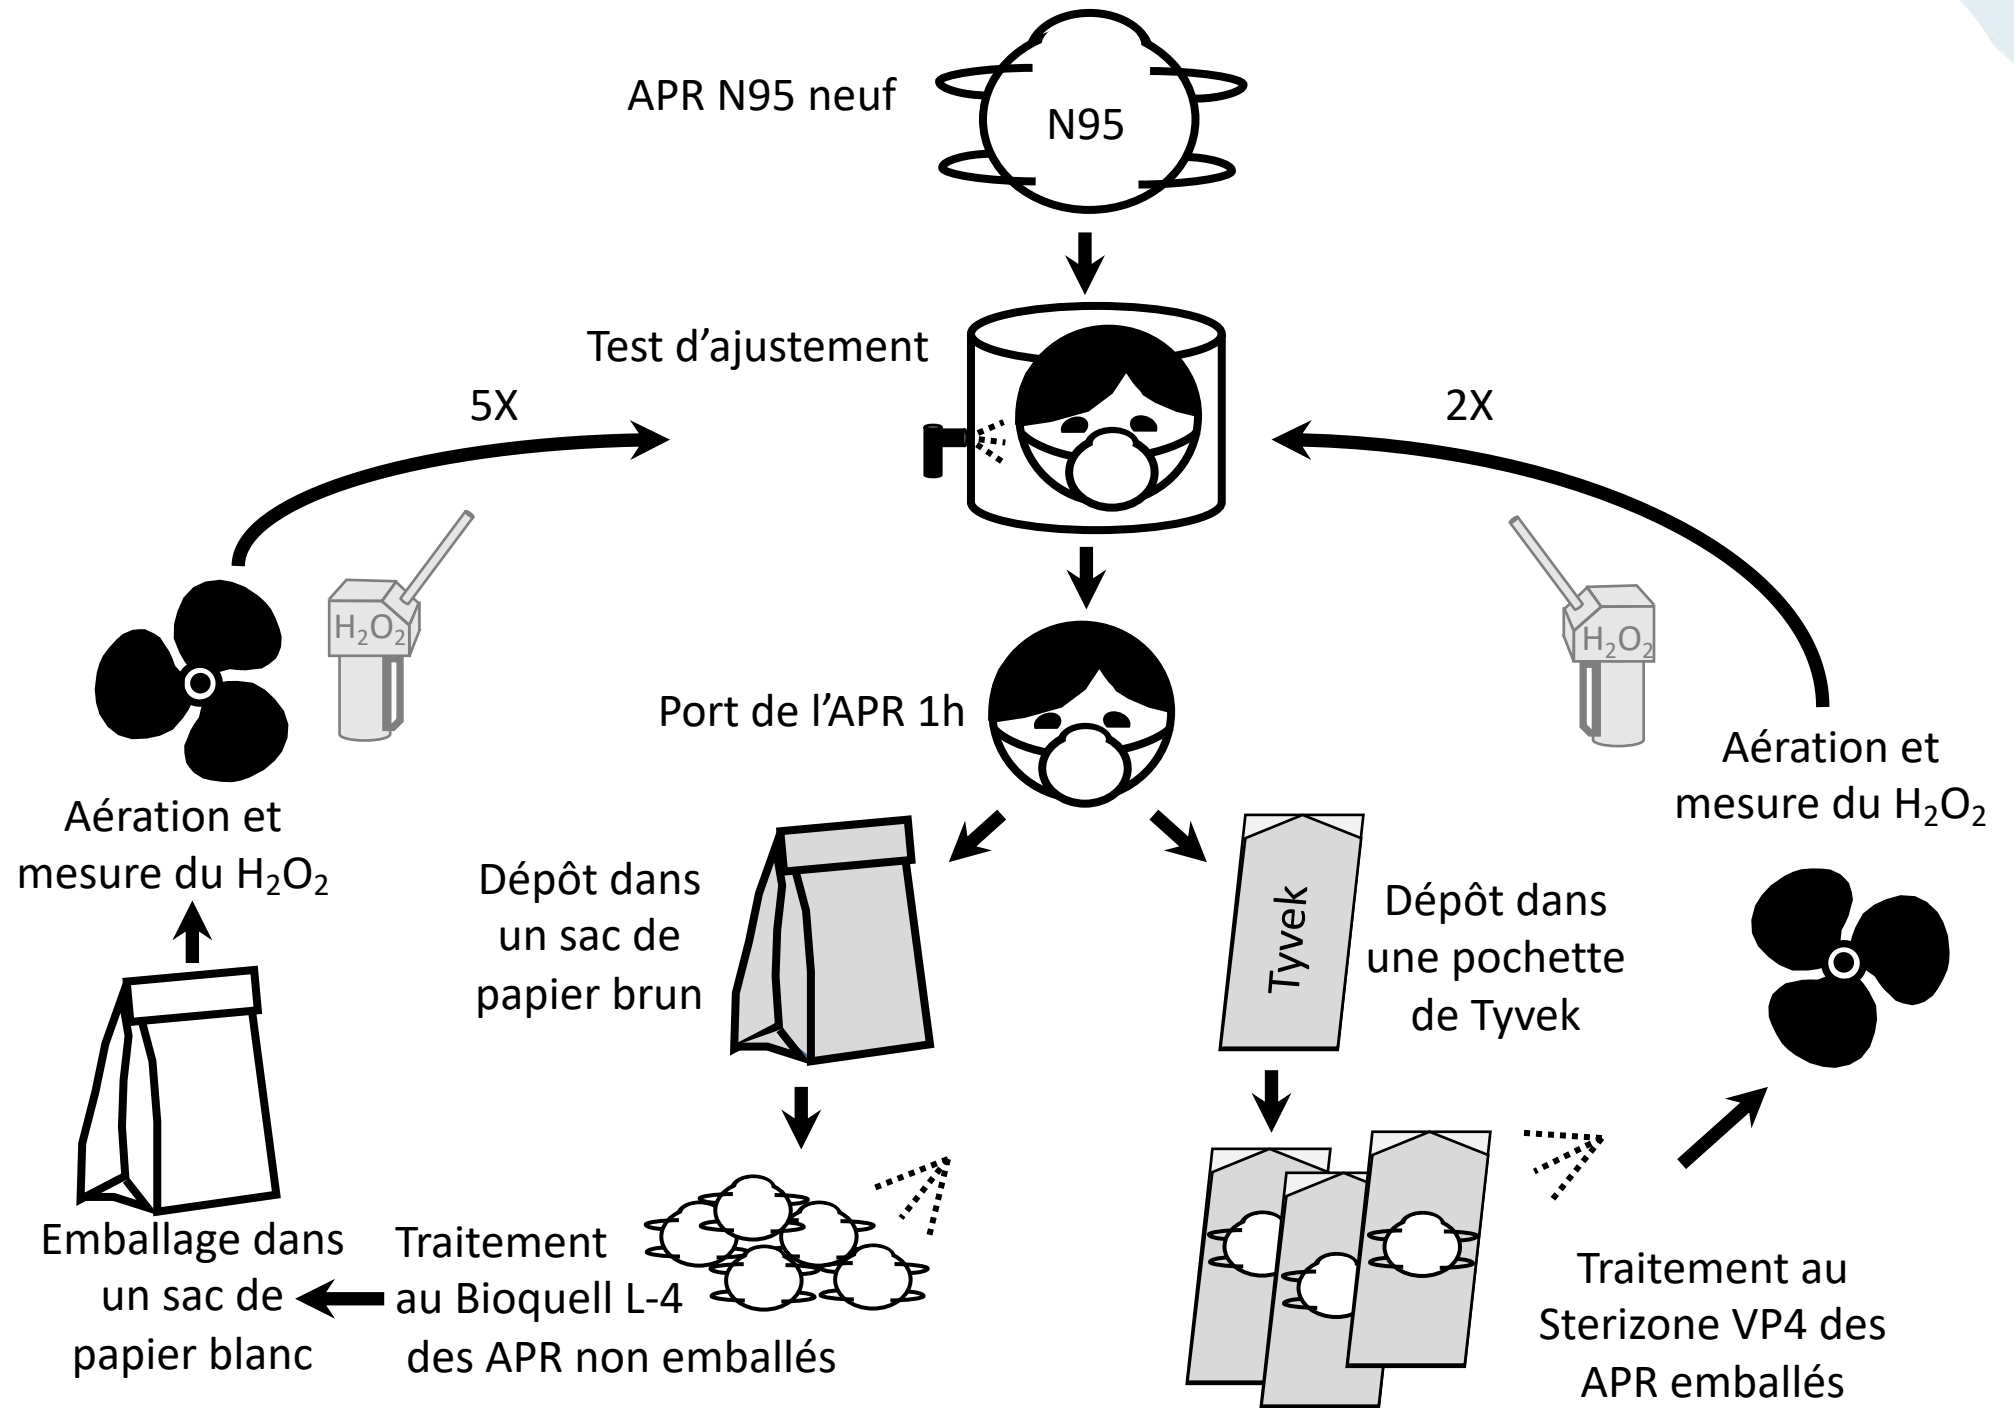 APR N95 neuf
N95
Test d’ajustement
5X
2X
H₂O₂
H₂O₂
Port de l’APR 1h
Aération et
mesure du H₂O₂
Aération et
mesure du H₂O₂
Dépôt dans
un sac de
papier brun
Tyvek
Dépôt dans
une pochette
de Tyvek
Emballage dans
un sac de
papier blanc
Traitement
au Bioquell L-4
des APR non emballés
Traitement au
Sterizone VP4 des
APR emballés